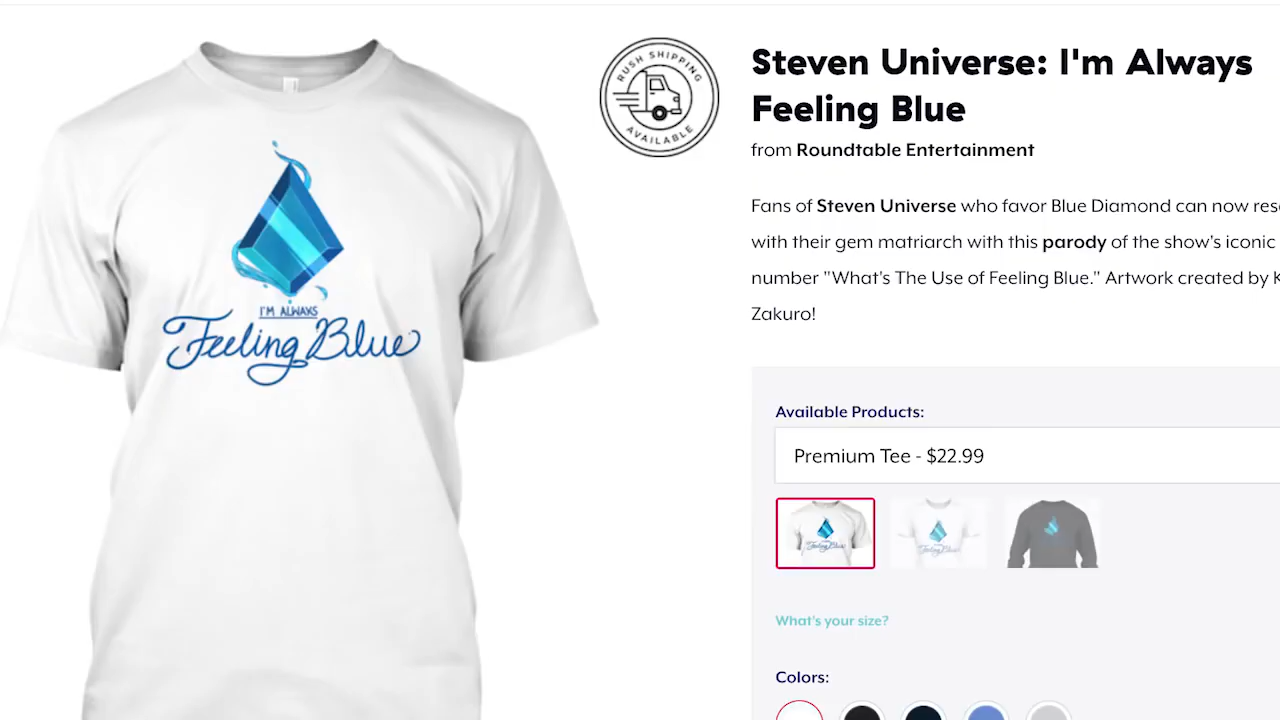 RUSH SHIPPING
AVAILABLE
Steven Universe: I'm Always
Feeling Blue
from Roundtable Entertainment
Fans of Steven Universe who favor Blue Diamond can now
with their gem matriarch with this parody of the show's iconic
number "What's The Use of Feeling Blue." Artwork created by
Zakuro!
I'M ALWAYS
Feeling Blue
Available Products:
Premium Tee - $22.99
What's your size?
Colors: